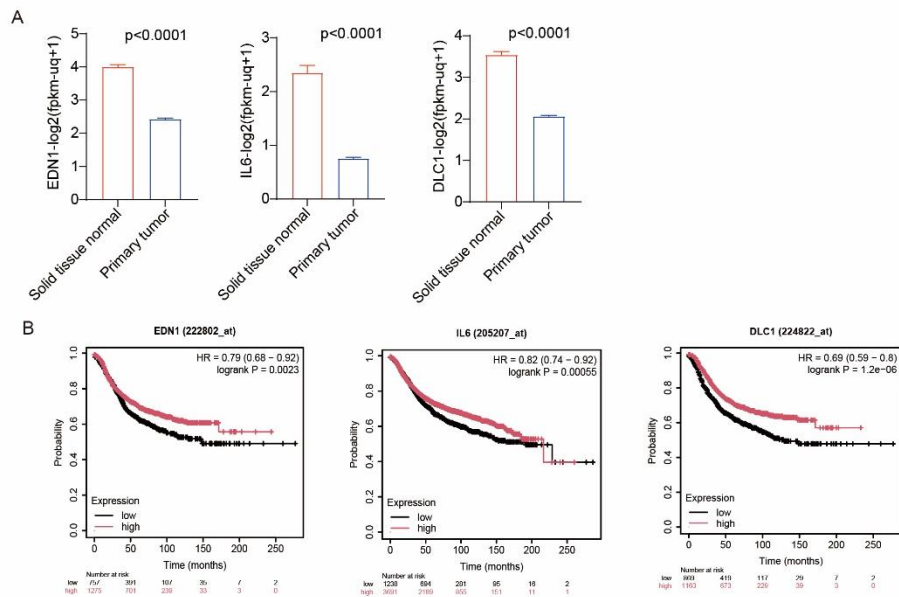 A
EDN1-log2(fpkm-uq+1)
p<0.0001
6
4
2
0
Solid tissue normal
Primary tumor
IL6-log2(fpkm-uq+1)
p<0.0001
3
2
1
0
Solid tissue normal
Primary tumor
DLC1-log2(fpkm-uq+1)
p<0.0001
4
3
2
1
0
Solid tissue normal
Primary tumor
B
EDN1 (222802_at)
HR = 0.79 (0.68 − 0.92)
logrank P = 0.0023
Probability
1.0
0.8
0.6
0.4
0.2
0.0
Expression
low
high
0 50 100 150 200 250
Time (months)
Number at risk
low 757 391 107 35 7 2
high 1275 701 239 33 3 0
IL6 (205207_at)
HR = 0.82 (0.74 − 0.92)
logrank P = 0.00055
Probability
1.0
0.8
0.6
0.4
0.2
0.0
Expression
low
high
0 50 100 150 200 250
Time (months)
Number at risk
low 1238 694 281 95 16 2
high 2189 855 151 11 1
DLC1 (224822_at)
HR = 0.69 (0.59 − 0.8)
logrank P = 1.2e−06
Probability
1.0
0.8
0.6
0.4
0.2
0.0
Expression
low
high
0 50 100 150 200 250
Time (months)
Number at risk
low 869 419 117 29 7 2
high 1163 673 229 39 3 0